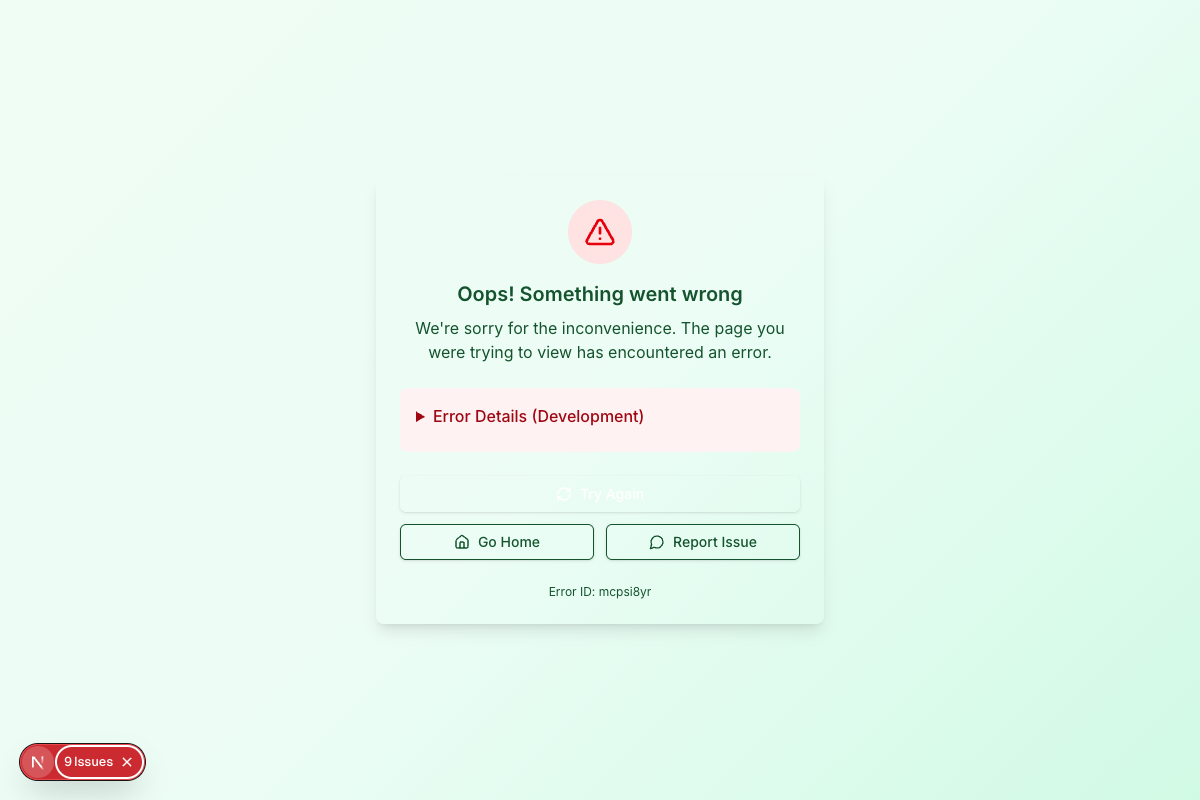 Oops! Something went wrong
We're sorry for the inconvenience. The page you
were trying to view has encountered an error.
Error Details (Development)
Try Again
Go Home
Report Issue
Error ID: mcpsi8yr
N
9 Issues